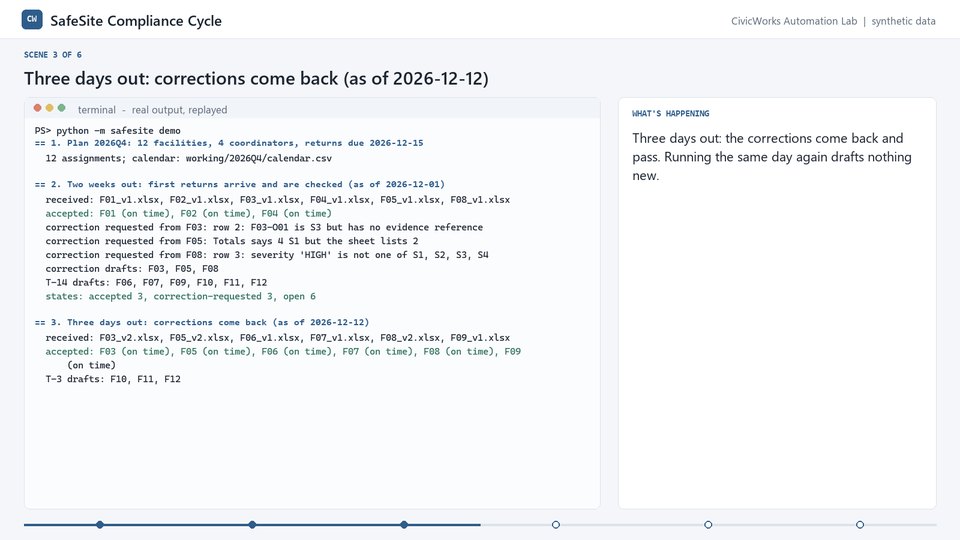 CW SafeSite Compliance Cycle
CivicWorks Automation Lab | synthetic data
SCENE 3 OF 6
Three days out: corrections come back (as of 2026-12-12)
terminal - real output, replayed
PS> python -m safesite demo
== 1. Plan 2026Q4: 12 facilities, 4 coordinators, returns due 2026-12-15
12 assignments; calendar: working/2026Q4/calendar.csv
== 2. Two weeks out: first returns arrive and are checked (as of 2026-12-01)
received: F01_v1.xlsx, F02_v1.xlsx, F03_v1.xlsx, F04_v1.xlsx, F05_v1.xlsx, F08_v1.xlsx
accepted: F01 (on time), F02 (on time), F04 (on time)
correction requested from F03: row 2: F03-O01 is S3 but has no evidence reference
correction requested from F05: Totals says 4 S1 but the sheet lists 2
correction requested from F08: row 3: severity 'HIGH' is not one of S1, S2, S3, S4
correction drafts: F03, F05, F08
T-14 drafts: F06, F07, F09, F10, F11, F12
states: accepted 3, correction-requested 3, open 6
== 3. Three days out: corrections come back (as of 2026-12-12)
received: F03_v2.xlsx, F05_v2.xlsx, F06_v1.xlsx, F07_v1.xlsx, F08_v2.xlsx, F09_v1.xlsx
accepted: F03 (on time), F05 (on time), F06 (on time), F07 (on time), F08 (on time), F09
(on time)
T-3 drafts: F10, F11, F12
WHAT'S HAPPENING
Three days out: the corrections come back and
pass. Running the same day again drafts nothing
new.